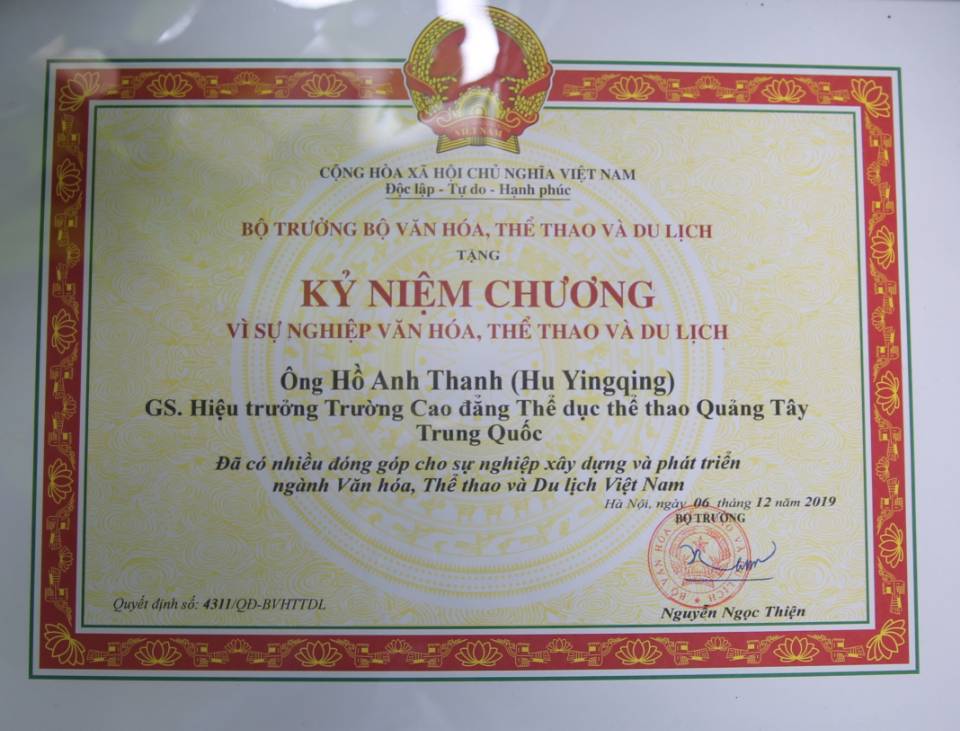 VIỆT NAM
CỘNG HÒA XÃ HỘI CHỦ NGHĨA VIỆT NAM
Độc lập - Tự do - Hạnh phúc
BỘ TRƯỞNG BỘ VĂN HÓA, THỂ THAO VÀ DU LỊCH
TẶNG
KỶ NIỆM CHƯƠNG
VÌ SỰ NGHIỆP VĂN HÓA, THỂ THAO VÀ DU LỊCH
Ông Hồ Anh Thanh (Hu Yingqing)
GS. Hiệu trưởng Trường Cao đẳng Thể dục thể thao Quảng Tây
Trung Quốc
Đã có nhiều đóng góp cho sự nghiệp xây dựng và phát triển
ngành Văn hóa, Thể thao và Du lịch Việt Nam
Hà Nội, ngày 06 tháng 12 năm 2019
BỘ TRƯỞNG
Quyết định số: 4311/QĐ-BVHTTDL
Nguyễn Ngọc Thiện